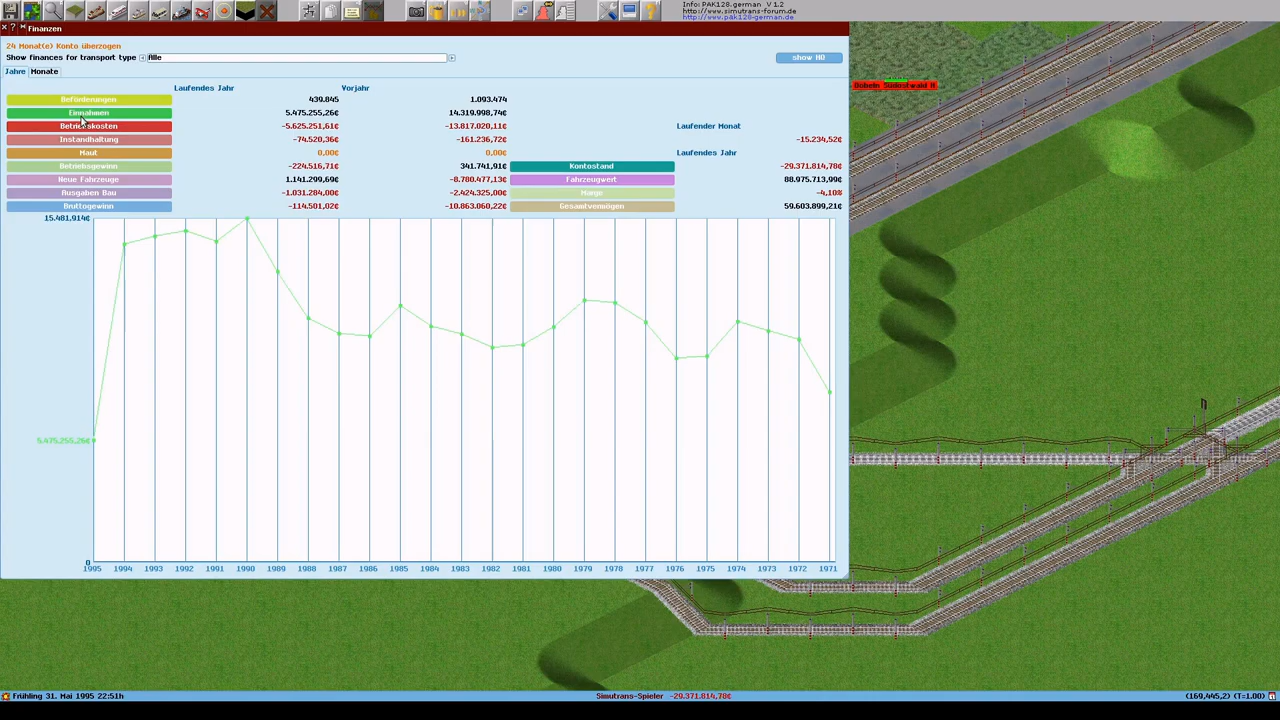 Info: PAK128.german V 1.2
http://www.simutrans-forum.de
http://www.pak128-german.de
Finanzen
24 Monat(e) Konto überzogen
Show finances for transport type Alle show HQ
Jahre Monate
Laufendes Jahr Vorjahr
Beförderungen 439.845 1.093.474
Einnahmen 5.475.255,26¢ 14.319.998,74¢
Betriebskosten -5.625.251,61¢ -13.817.020,11¢ Laufender Monat
Instandhaltung -74.520,36¢ -161.236,72¢ -15.234,52¢
Maut 0,00¢ 0,00¢ Laufendes Jahr
Betriebsgewinn -224.516,71¢ 341.741,91¢ Kontostand -29.371.814,78¢
Neue Fahrzeuge 1.141.299,69¢ -8.780.477,13¢ Fahrzeugwert 88.975.713,99¢
Ausgaben Bau -1.031.284,00¢ -2.424.325,00¢ Marge -4,10%
Bruttogewinn -114.501,02¢ -10.863.060,22¢ Gesamtvermögen 59.603.899,21¢
15.481.914¢
5.475.255,26¢
0
1995 1994 1993 1992 1991 1990 1989 1988 1987 1986 1985 1984 1983 1982 1981 1980 1979 1978 1977 1976 1975 1974 1973 1972 1971
Südostwald H
Frühling 31. Mai 1995 22:51h Simutrans-Spieler -29.371.814,78¢ (169,445,2) (T=1.00)